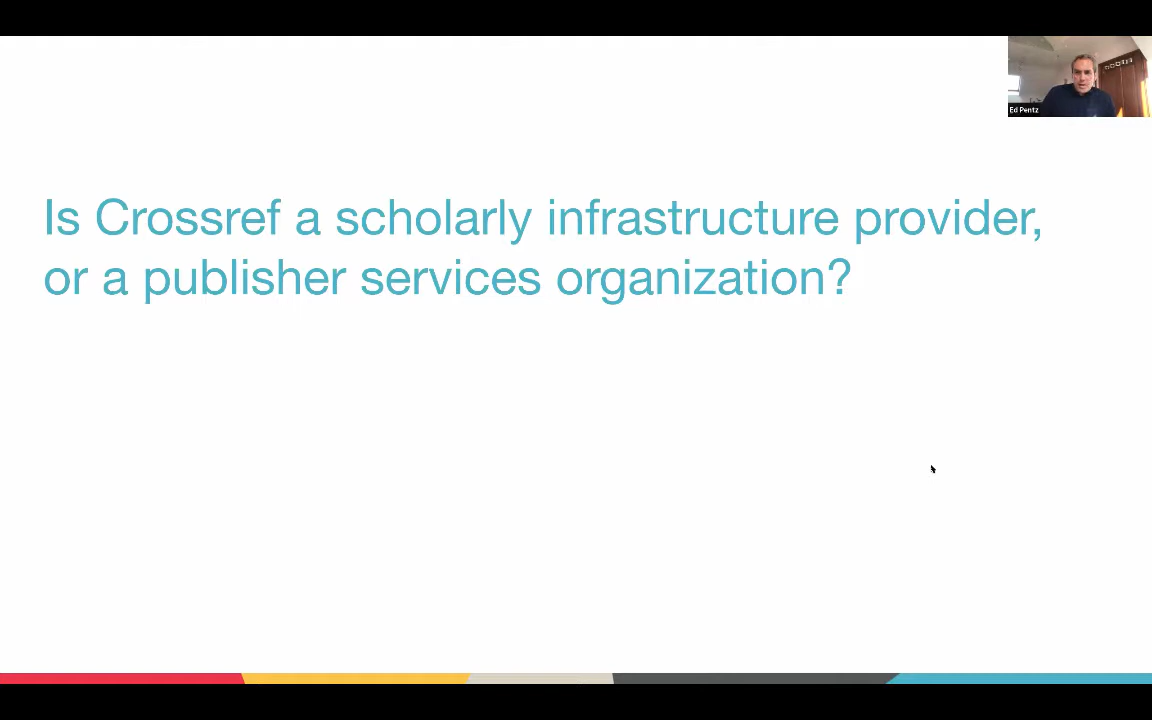 Ed Pentz
Is Crossref a scholarly infrastructure provider,
or a publisher services organization?